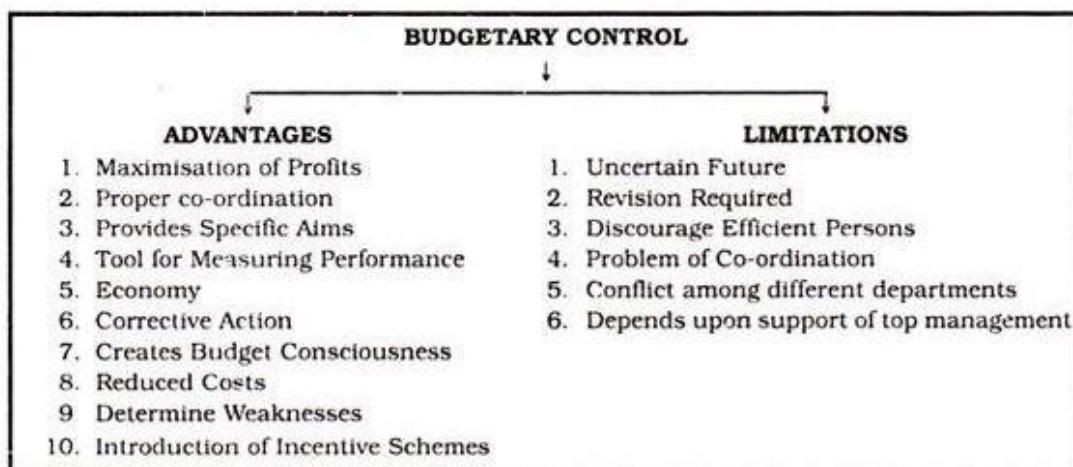 BUDGETARY CONTROL
ADVANTAGES
1. Maximisation of Profits
2. Proper co-ordination
3. Provides Specific Aims
4. Tool for Measuring Performance
5. Economy
6. Corrective Action
7. Creates Budget Consciousness
8. Reduced Costs
9 Determine Weaknesses
10. Introduction of Incentive Schemes
LIMITATIONS
1. Uncertain Future
2. Revision Required
3. Discourage Efficient Persons
4. Problem of Co-ordination
5. Conflict among different departments
6. Depends upon support of top management